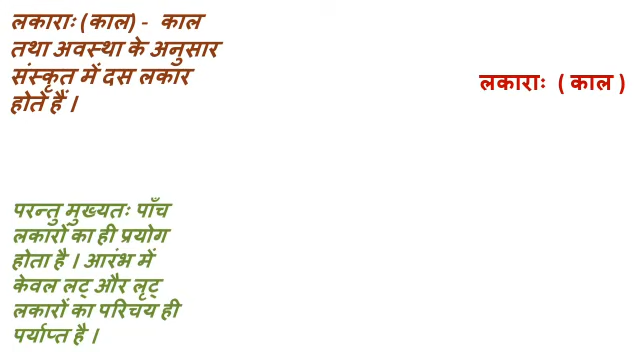 लकाराः (काल) - काल
तथा अवस्था के अनुसार
संस्कृत में दस लकार
होते हैं ।
लकाराः ( काल )
परन्तु मुख्यतः पाँच
लकारों का ही प्रयोग
होता है । आरंभ में
केवल लट् और लृट्
लकारों का परिचय ही
पर्याप्त है ।